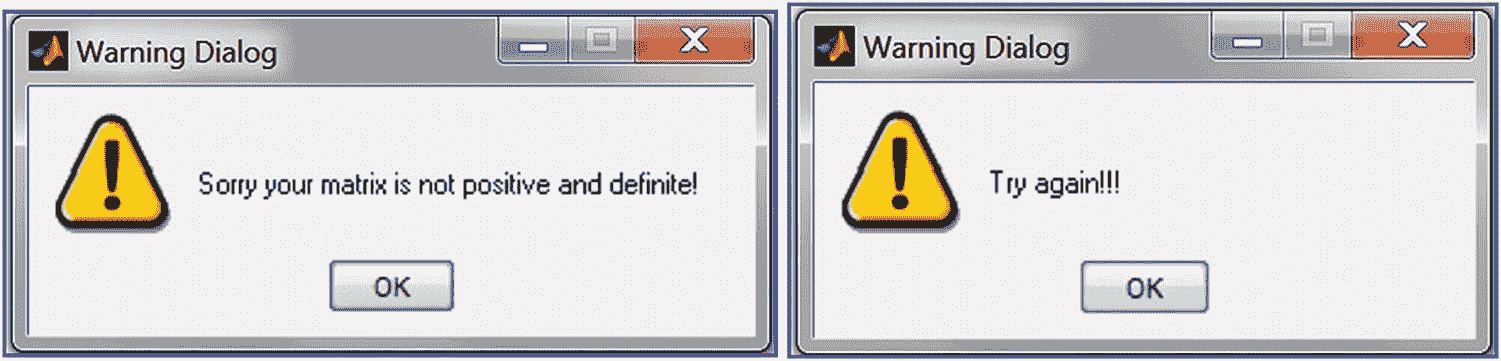 Warning Dialog
Sorry your matrix is not positive and definite!
OK
Warning Dialog
Try again!!!
OK